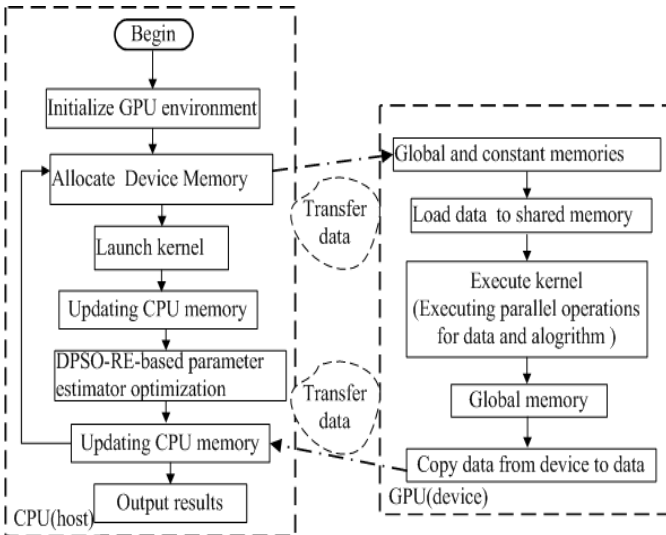 Begin
Initialize GPU environment
Allocate Device Memory
Launch kernel
Updating CPU memory
DPSO-RE-based parameter
estimator optimization
Updating CPU memory
Output results
CPU(host)
Transfer
data
Transfer
data
Global and constant memories
Load data to shared memory
Execute kernel
(Executing parallel operations
for data and alogrithm )
Global memory
Copy data from device to data
GPU(device)